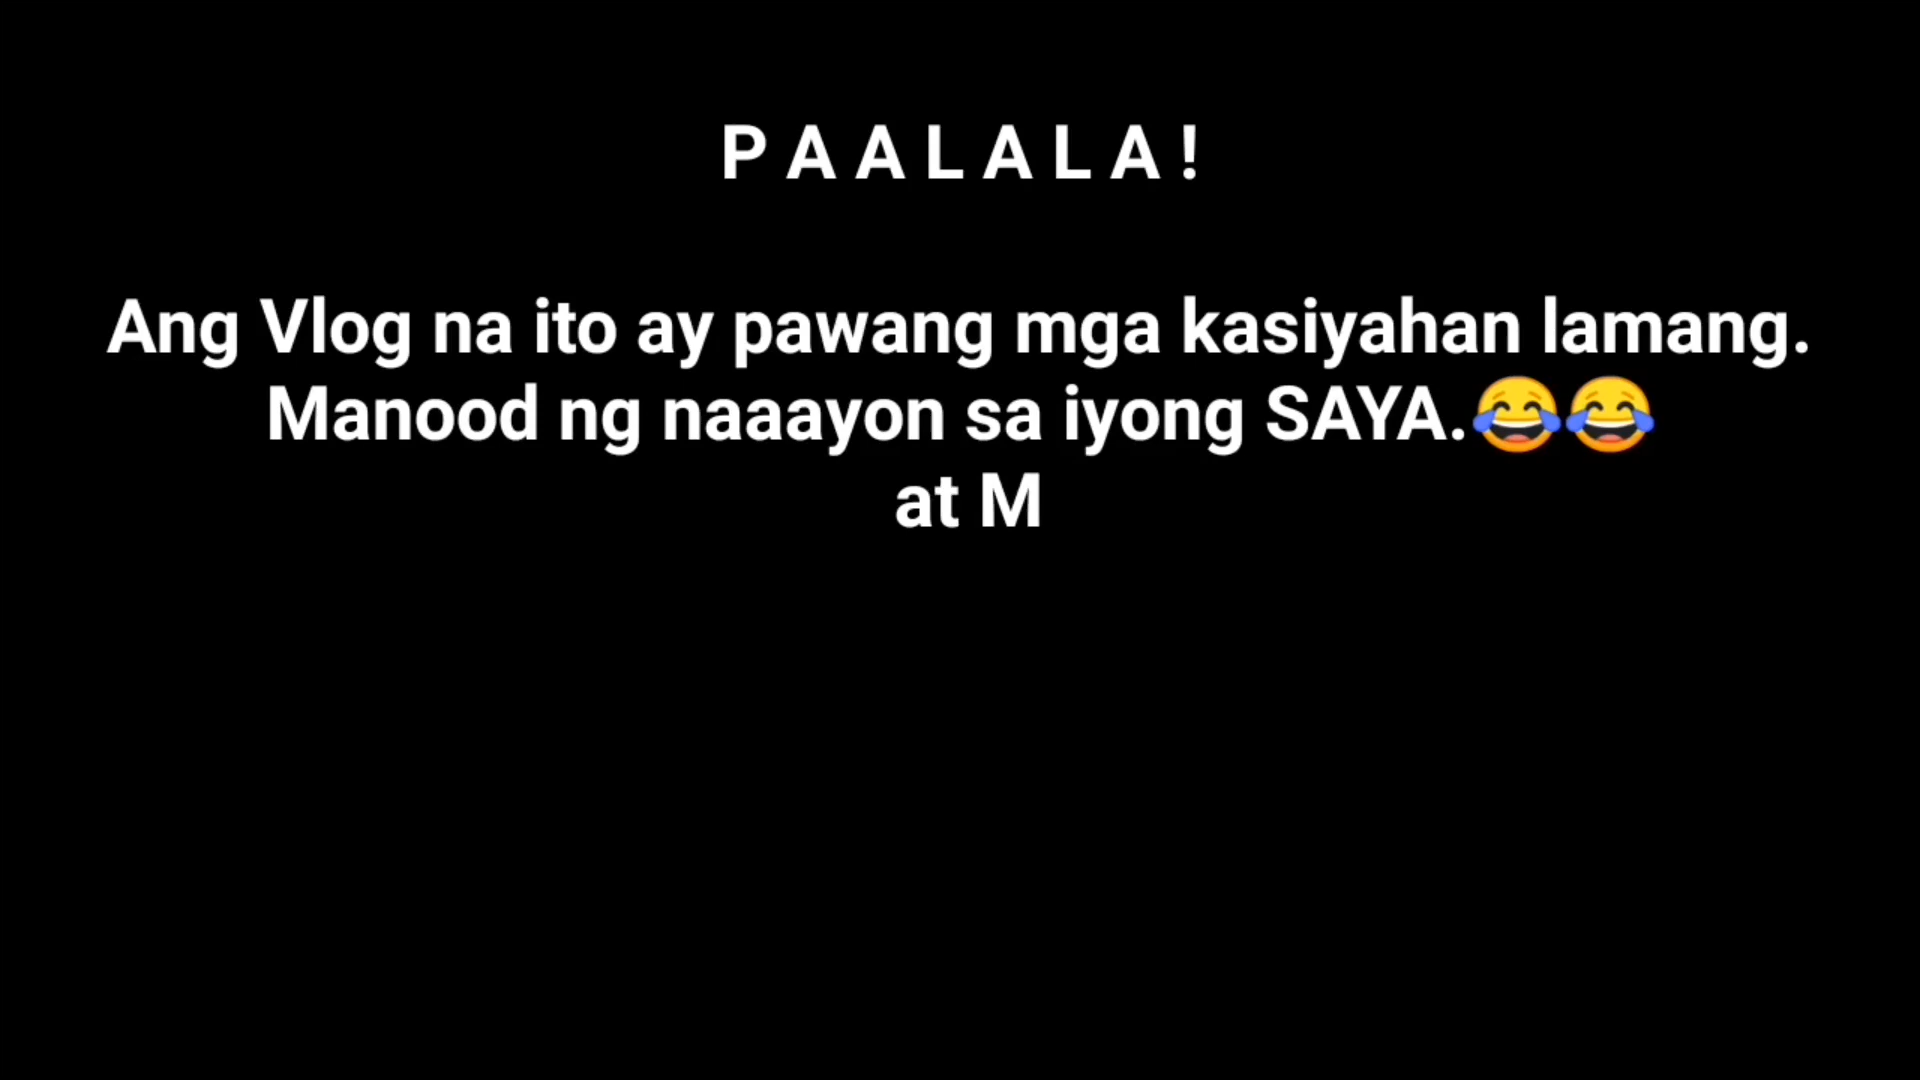 P A A L A L A !
Ang Vlog na ito ay pawang mga kasiyahan lamang.
Manood ng naaayon sa iyong SAYA.😂😂
at M